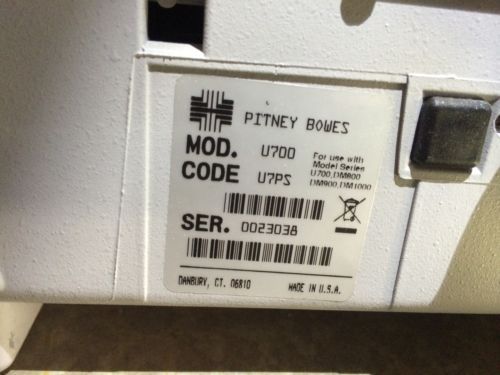 PITNEY BOWES
MOD. U700
CODE U7PS
For use with
Model Series
U700,DM800
DM900,DM1000
SER. 0023038
DANBURY, CT. 06810 MADE IN U.S.A.